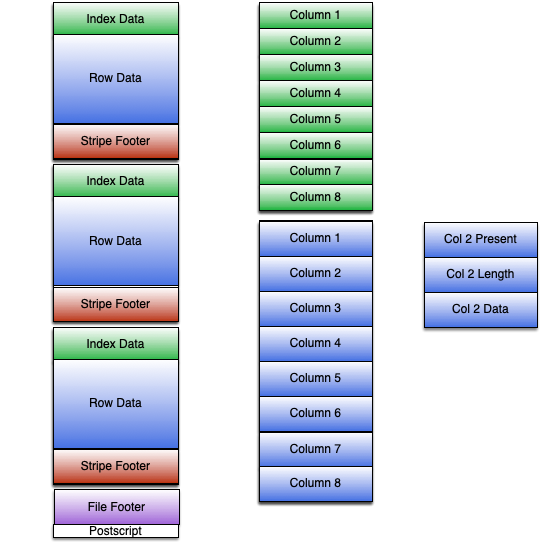 Index Data
Row Data
Stripe Footer
Index Data
Row Data
Stripe Footer
Index Data
Row Data
Stripe Footer
File Footer
Postscript
Column 1
Column 2
Column 3
Column 4
Column 5
Column 6
Column 7
Column 8
Column 1
Column 2
Column 3
Column 4
Column 5
Column 6
Column 7
Column 8
Col 2 Present
Col 2 Length
Col 2 Data